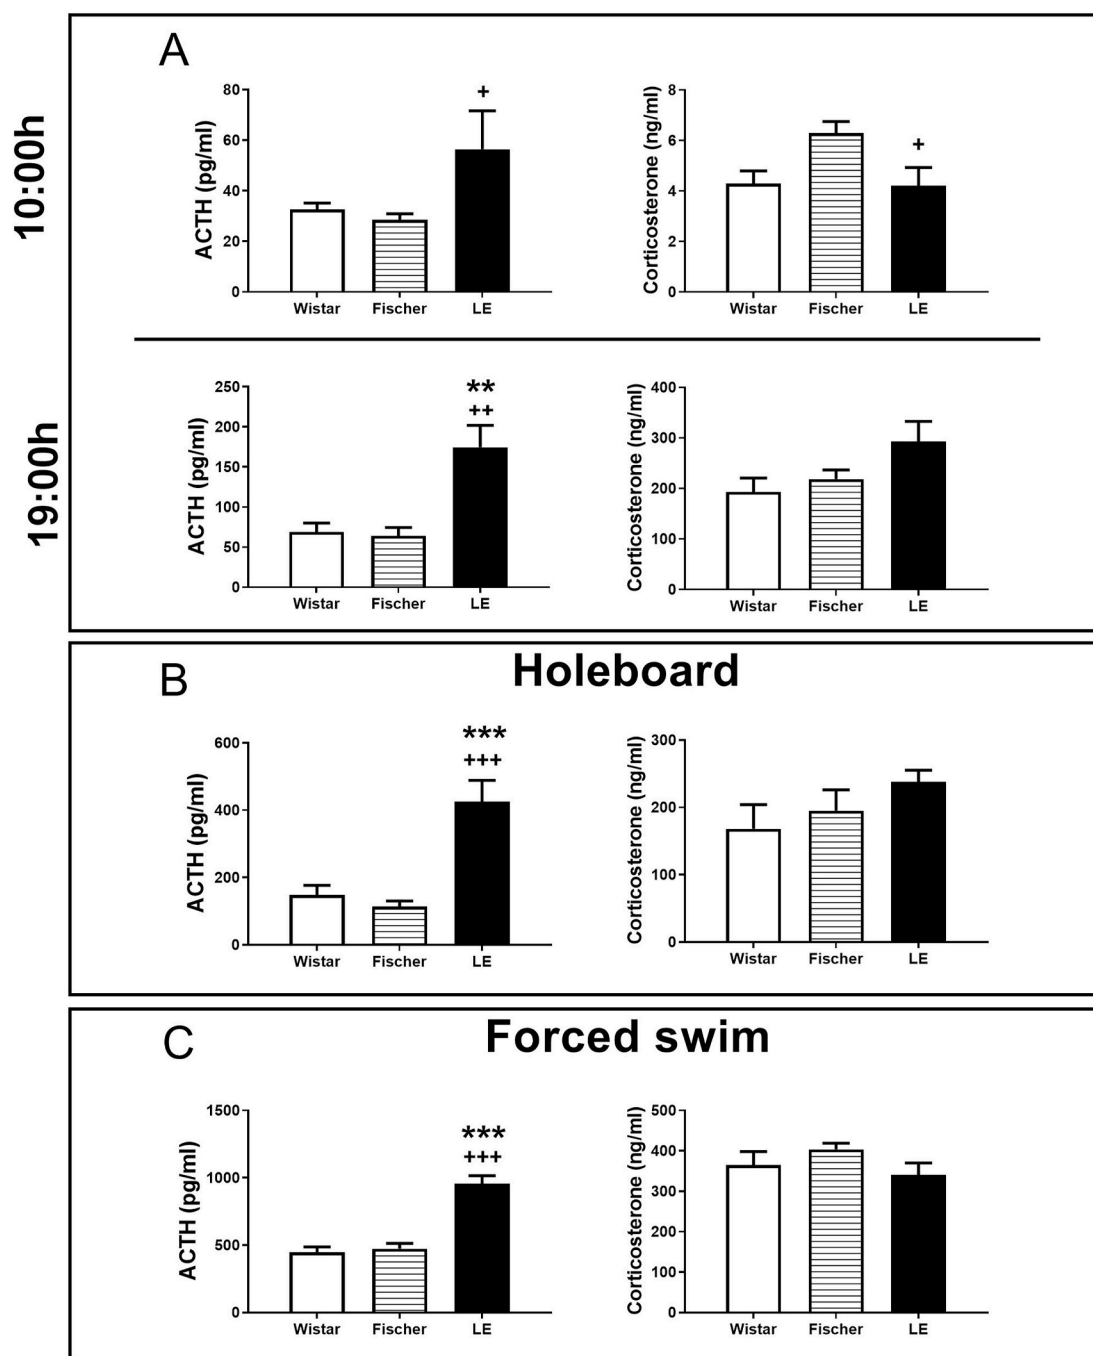 A
10:00h
ACTH (pg/ml)
80
60
40
20
0
+
Wistar Fischer LE
Corticosterone (ng/ml)
8
6
4
2
0
+
Wistar Fischer LE
19:00h
ACTH (pg/ml)
250
200
150
100
50
0
**
++
Wistar Fischer LE
Corticosterone (ng/ml)
400
300
200
100
0
Wistar Fischer LE
B
Holeboard
ACTH (pg/ml)
600
400
200
0
***
+++
Wistar Fischer LE
Corticosterone (ng/ml)
300
200
100
0
Wistar Fischer LE
C
Forced swim
ACTH (pg/ml)
1500
1000
500
0
***
+++
Wistar Fischer LE
Corticosterone (ng/ml)
500
400
300
200
100
0
Wistar Fischer LE